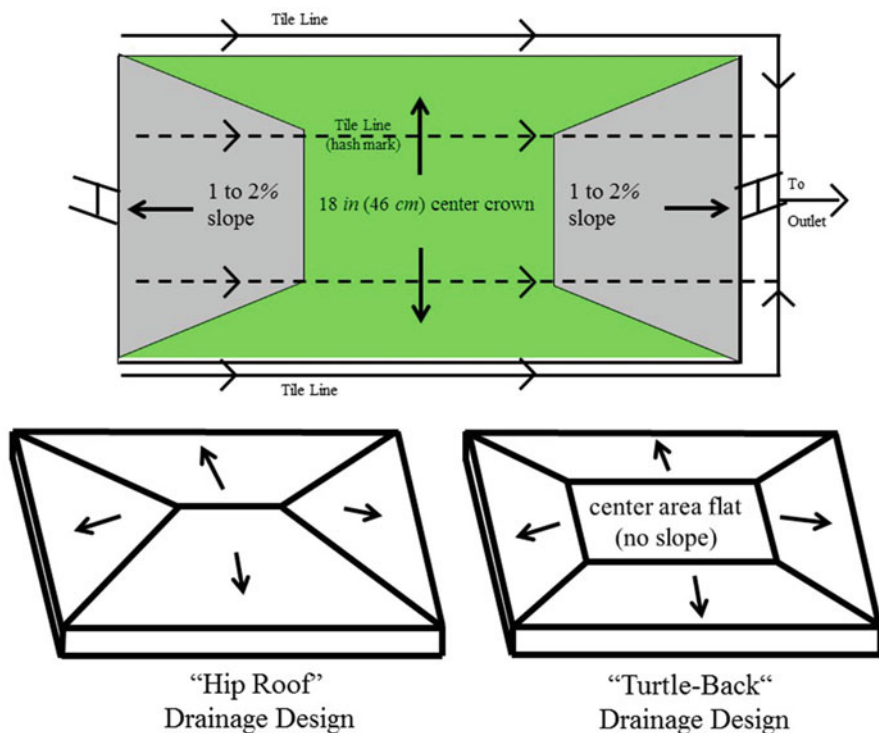 Tile Line
Tile Line
(hash mark)
1 to 2%
slope
18 in (46 cm) center crown
1 to 2%
slope
To
Outlet
Tile Line
center area flat
(no slope)
“Hip Roof”
Drainage Design
“Turtle-Back“
Drainage Design